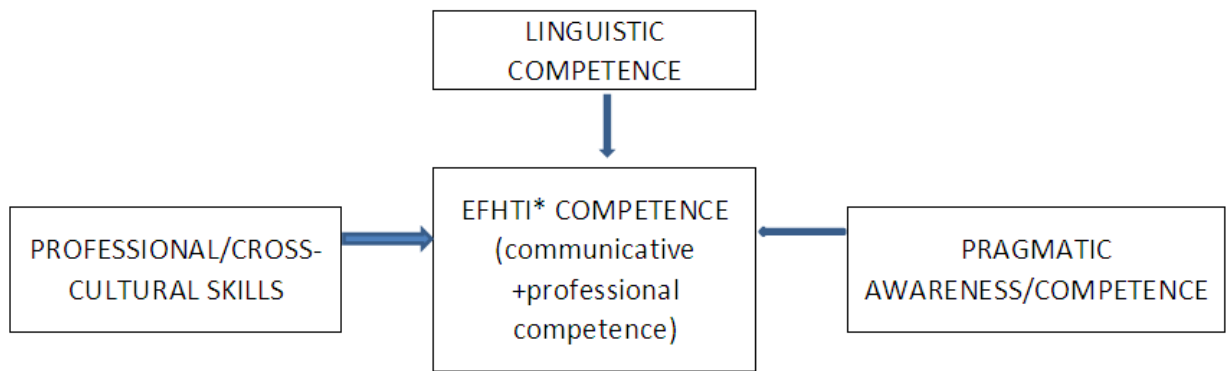 LINGUISTIC
COMPETENCE
PROFESSIONAL/CROSS-
CULTURAL SKILLS
EFHTI* COMPETENCE
(communicative
+professional
competence)
PRAGMATIC
AWARENESS/COMPETENCE